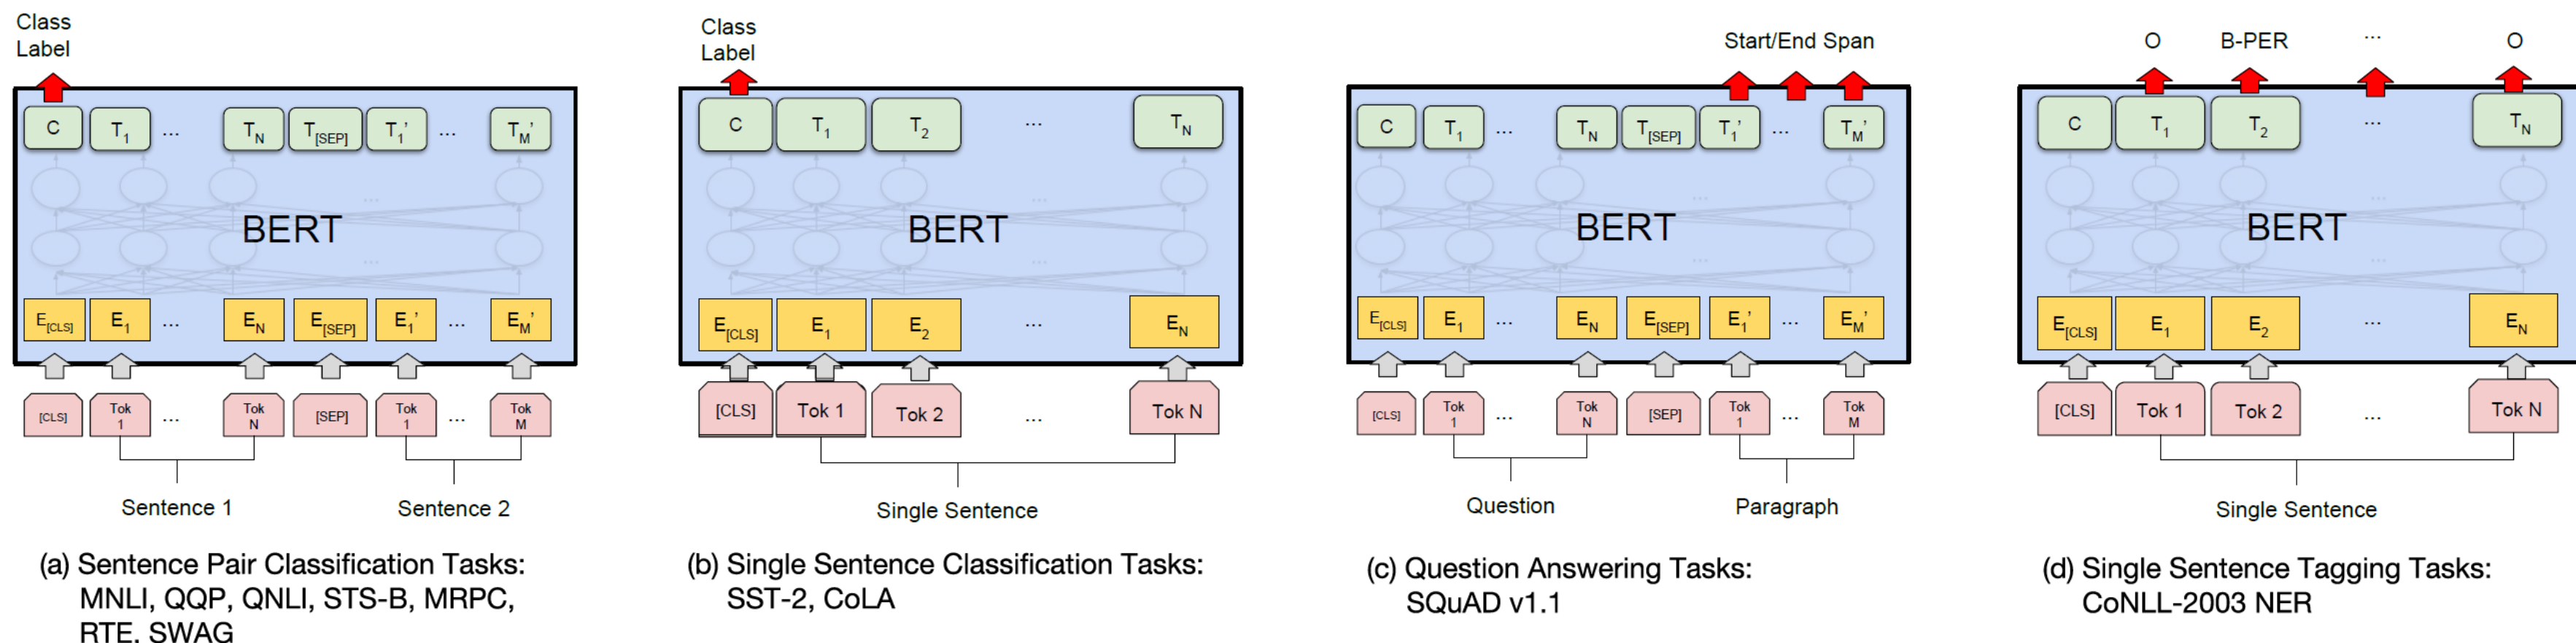 Class
Label
C T1 ... TN T[SEP] T1’ ... TM’
...
BERT
...
E[CLS] E1 ... EN E[SEP] E1’ ... EM’
[CLS] Tok 1 ... Tok N [SEP] Tok 1 ... Tok M
Sentence 1 Sentence 2
(a) Sentence Pair Classification Tasks:
MNLI, QQP, QNLI, STS-B, MRPC,
RTE, SWAG
Class
Label
C T1 T2 ... TN
...
BERT
...
E[CLS] E1 E2 ... EN
[CLS] Tok 1 Tok 2 ... Tok N
Single Sentence
(b) Single Sentence Classification Tasks:
SST-2, CoLA
Start/End Span
C T1 ... TN T[SEP] T1’ ... TM’
...
BERT
...
E[CLS] E1 ... EN E[SEP] E1’ ... EM’
[CLS] Tok 1 ... Tok N [SEP] Tok 1 ... Tok M
Question Paragraph
(c) Question Answering Tasks:
SQuAD v1.1
O B-PER ... O
C T1 T2 ... TN
...
BERT
...
E[CLS] E1 E2 ... EN
[CLS] Tok 1 Tok 2 ... Tok N
Single Sentence
(d) Single Sentence Tagging Tasks:
CoNLL-2003 NER